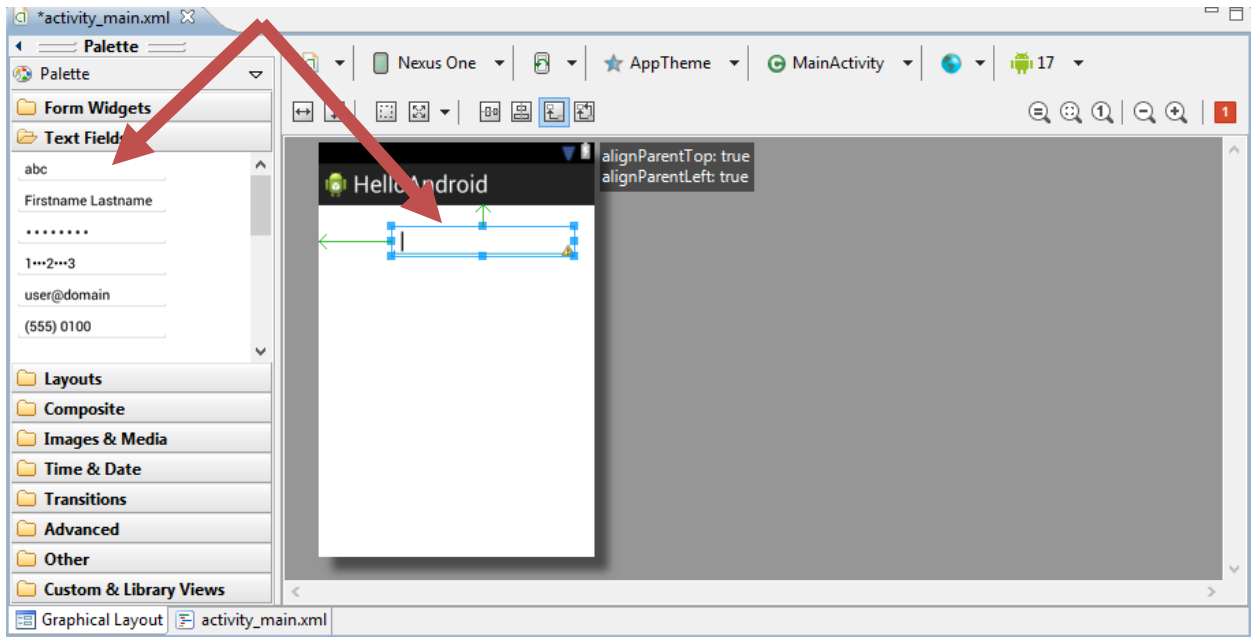 *activity_main.xml
Palette
Palette
Nexus One
AppTheme
MainActivity
17
Form Widgets
Text Fields
1
abc
Firstname Lastname
••••••••
1•••2•••3
user@domain
(555) 0100
Layouts
Composite
Images & Media
Time & Date
Transitions
Advanced
Other
Custom & Library Views
HelloAndroid
alignParentTop: true
alignParentLeft: true
Graphical Layout
activity_main.xml